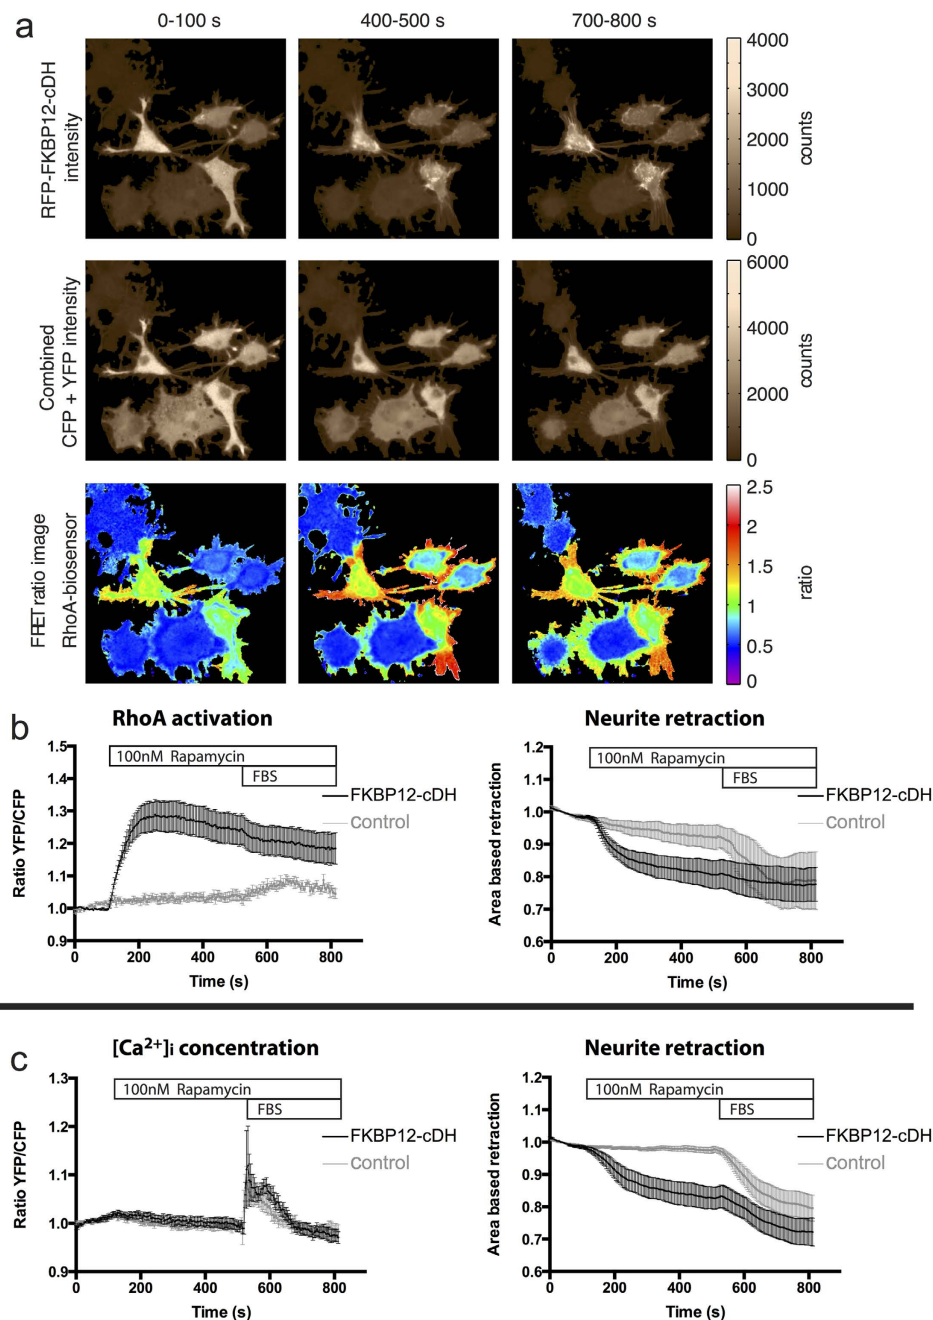 a
0-100 s
400-500 s
700-800 s
RFP-FKBP12-cDH
intensity
4000
3000
2000
1000
0
counts
Combined
CFP + YFP intensity
6000
4000
2000
0
counts
FRET ratio image
RhoA-biosensor
2.5
2
1.5
1
0.5
0
ratio
b
RhoA activation
1.5
1.4
1.3
1.2
1.1
1.0
0.9
Ratio YFP/CFP
100nM Rapamycin
FBS
FKBP12-cDH
Control
0 200 400 600 800
Time (s)
Neurite retraction
1.2
1.1
1.0
0.9
0.8
0.7
0.6
Area based retraction
100nM Rapamycin
FBS
FKBP12-cDH
Control
0 200 400 600 800
Time (s)
c
[Ca²⁺]i concentration
1.3
1.2
1.1
1.0
0.9
Ratio YFP/CFP
100nM Rapamycin
FBS
FKBP12-cDH
Control
0 200 400 600 800
Time (s)
Neurite retraction
1.2
1.1
1.0
0.9
0.8
0.7
0.6
Area based retraction
100nM Rapamycin
FBS
FKBP12-cDH
Control
0 200 400 600 800
Time (s)